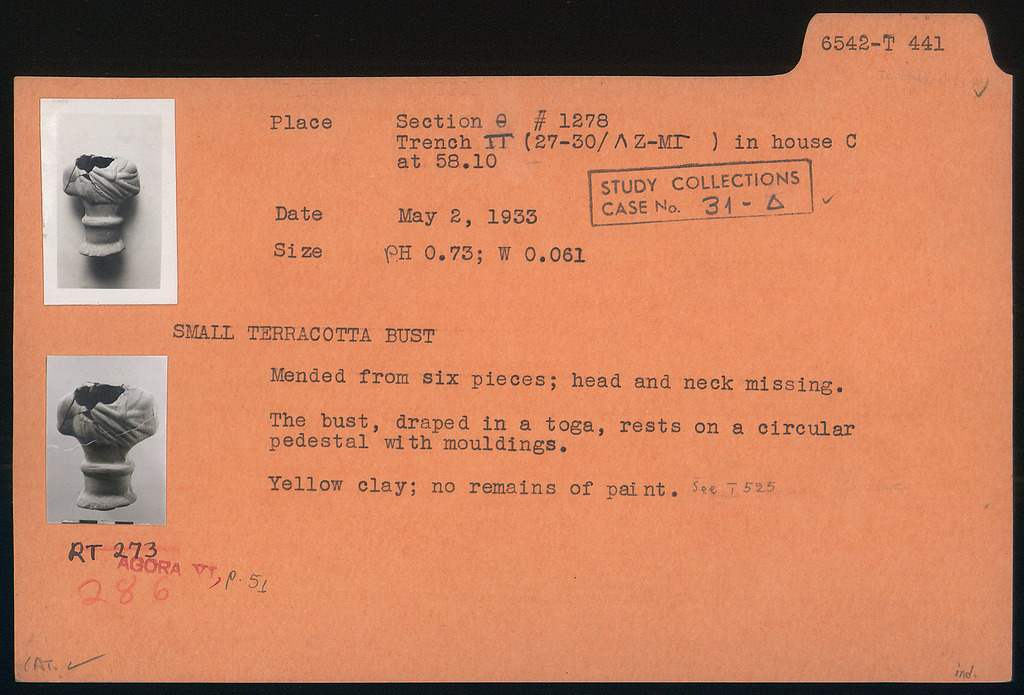 6542-T 441
Place Section Θ # 1278
Trench II (27-30/ΛZ-MΓ ) in house C
at 58.10
STUDY COLLECTIONS
CASE No. 31-Δ
Date May 2, 1933
Size PH 0.73; W 0.061
SMALL TERRACOTTA BUST
Mended from six pieces; head and neck missing.
The bust, draped in a toga, rests on a circular
pedestal with mouldings.
Yellow clay; no remains of paint. See T 525
RT 273
AGORA VI, p. 51
286
CAT.
ind.